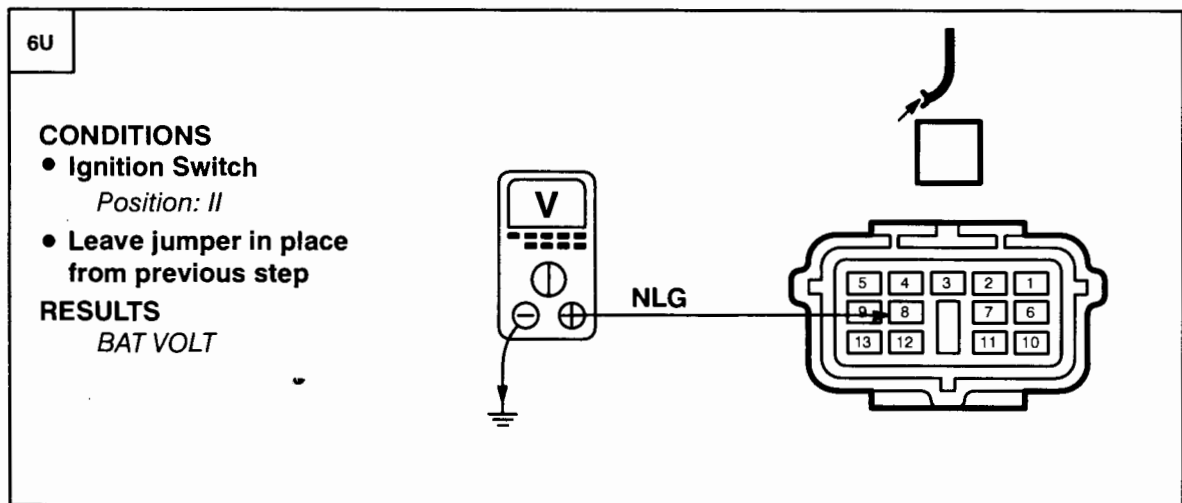 6U
CONDITIONS
• Ignition Switch
Position: II
• Leave jumper in place
from previous step
RESULTS
BAT VOLT
V
NLG
5 4 3 2 1
9 8 7 6
13 12 11 10